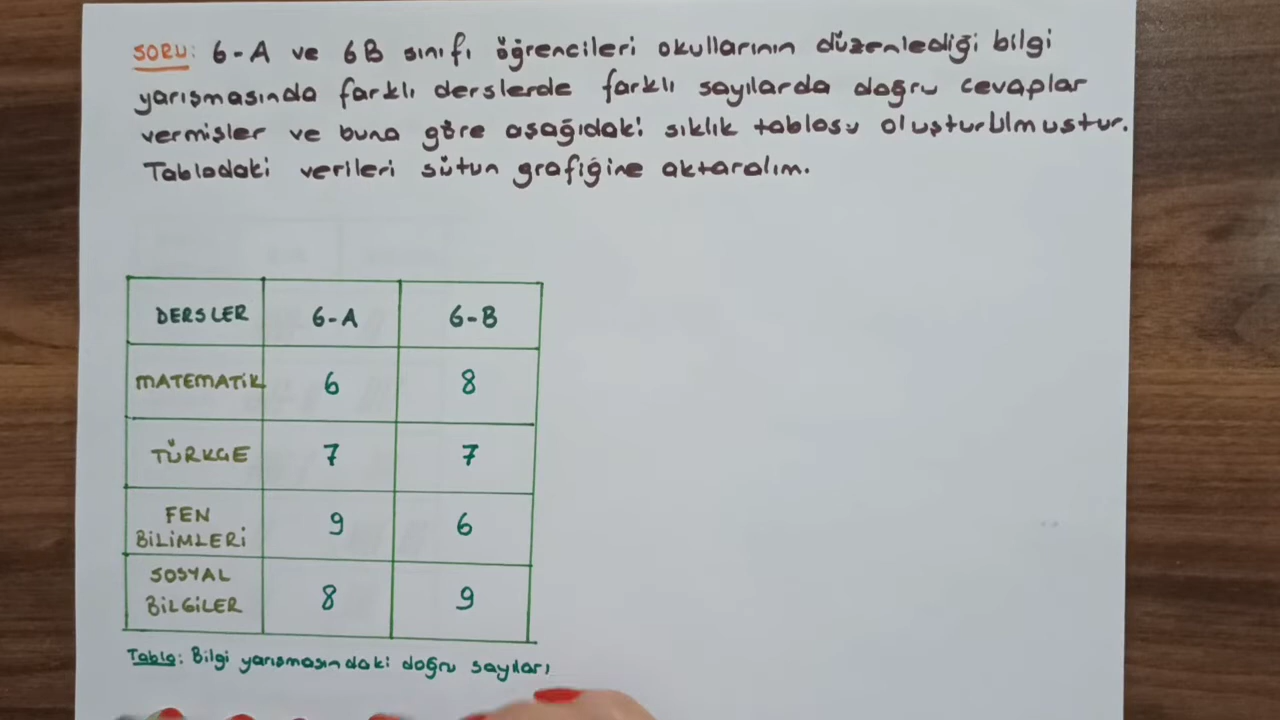 SORU: 6-A ve 6B sınıfı öğrencileri okullarının düzenlediği bilgi
yarışmasında farklı derslerde farklı sayılarda doğru cevaplar
vermişler ve buna göre aşağıdaki sıklık tablosu oluşturulmuştur.
Tablodaki verileri sütun grafiğine aktaralım.
DERSLER 6-A 6-B
MATEMATİK 6 8
TÜRKÇE 7 7
FEN BİLİMLERİ 9 6
SOSYAL BİLGİLER 8 9
Tablo: Bilgi yarışmasındaki doğru sayıları